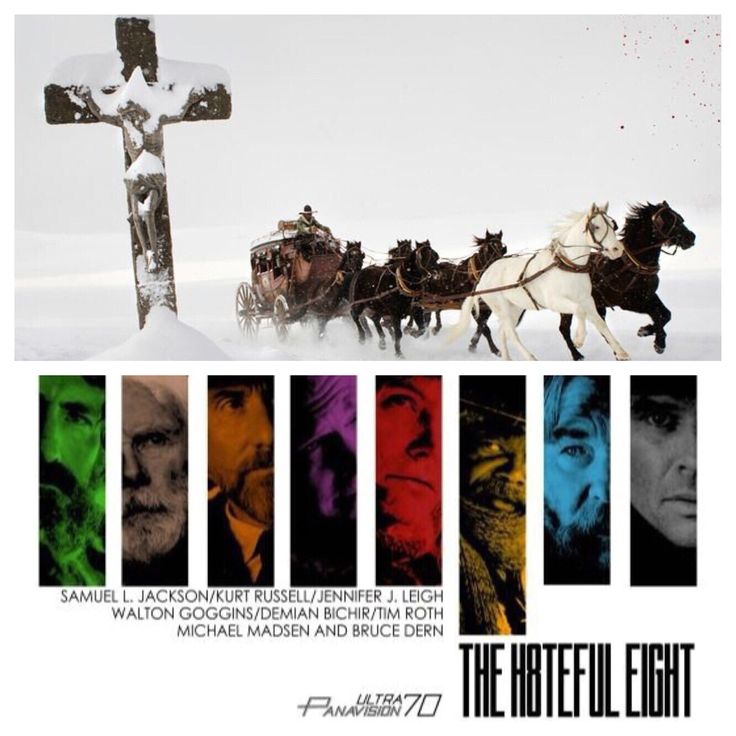 SAMUEL L. JACKSON/KURT RUSSELL/JENNIFER J. LEIGH
WALTON GOGGINS/DEMIAN BICHIR/TIM ROTH
MICHAEL MADSEN AND BRUCE DERN
THE H8TEFUL EIGHT
ULTRA
PANAVISION 70